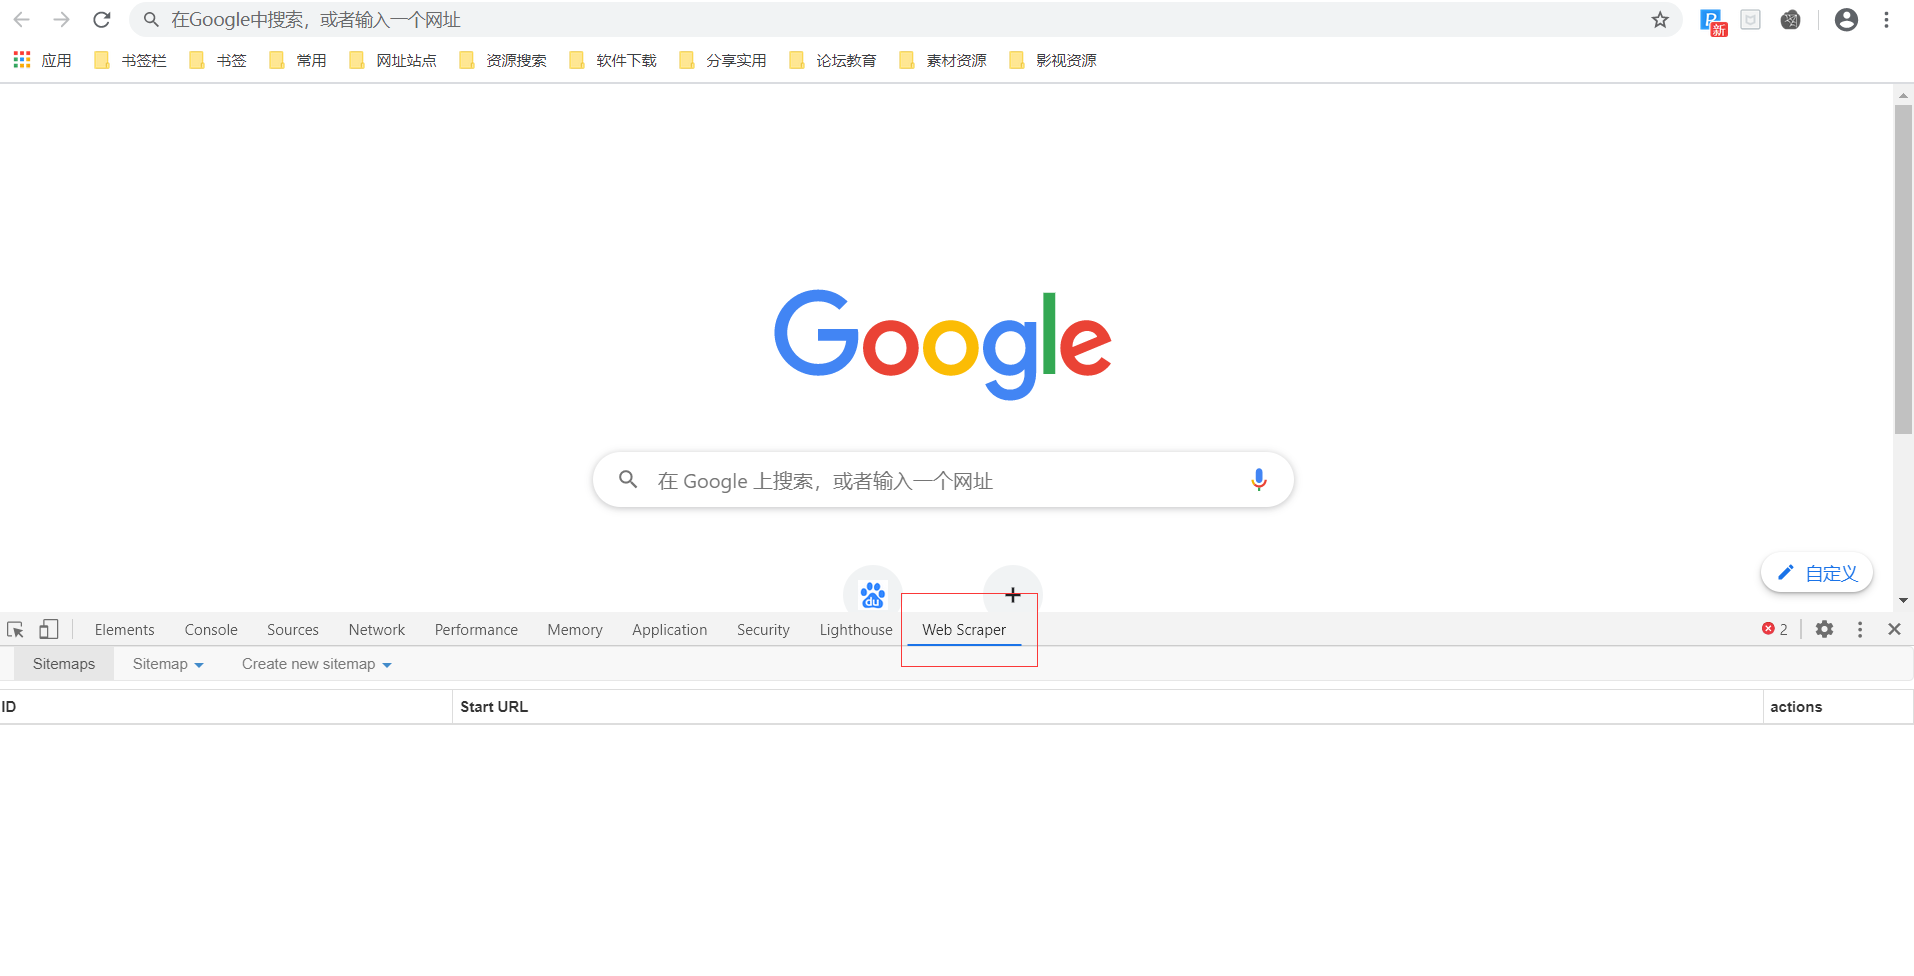 在Google中搜索，或者输入一个网址
新
应用 书签栏 书签 常用 网址站点 资源搜索 软件下载 分享实用 论坛教育 素材资源 影视资源
Google
在 Google 上搜索，或者输入一个网址
du
自定义
Elements Console Sources Network Performance Memory Application Security Lighthouse Web Scraper 2
Sitemaps Sitemap Create new sitemap
ID Start URL actions